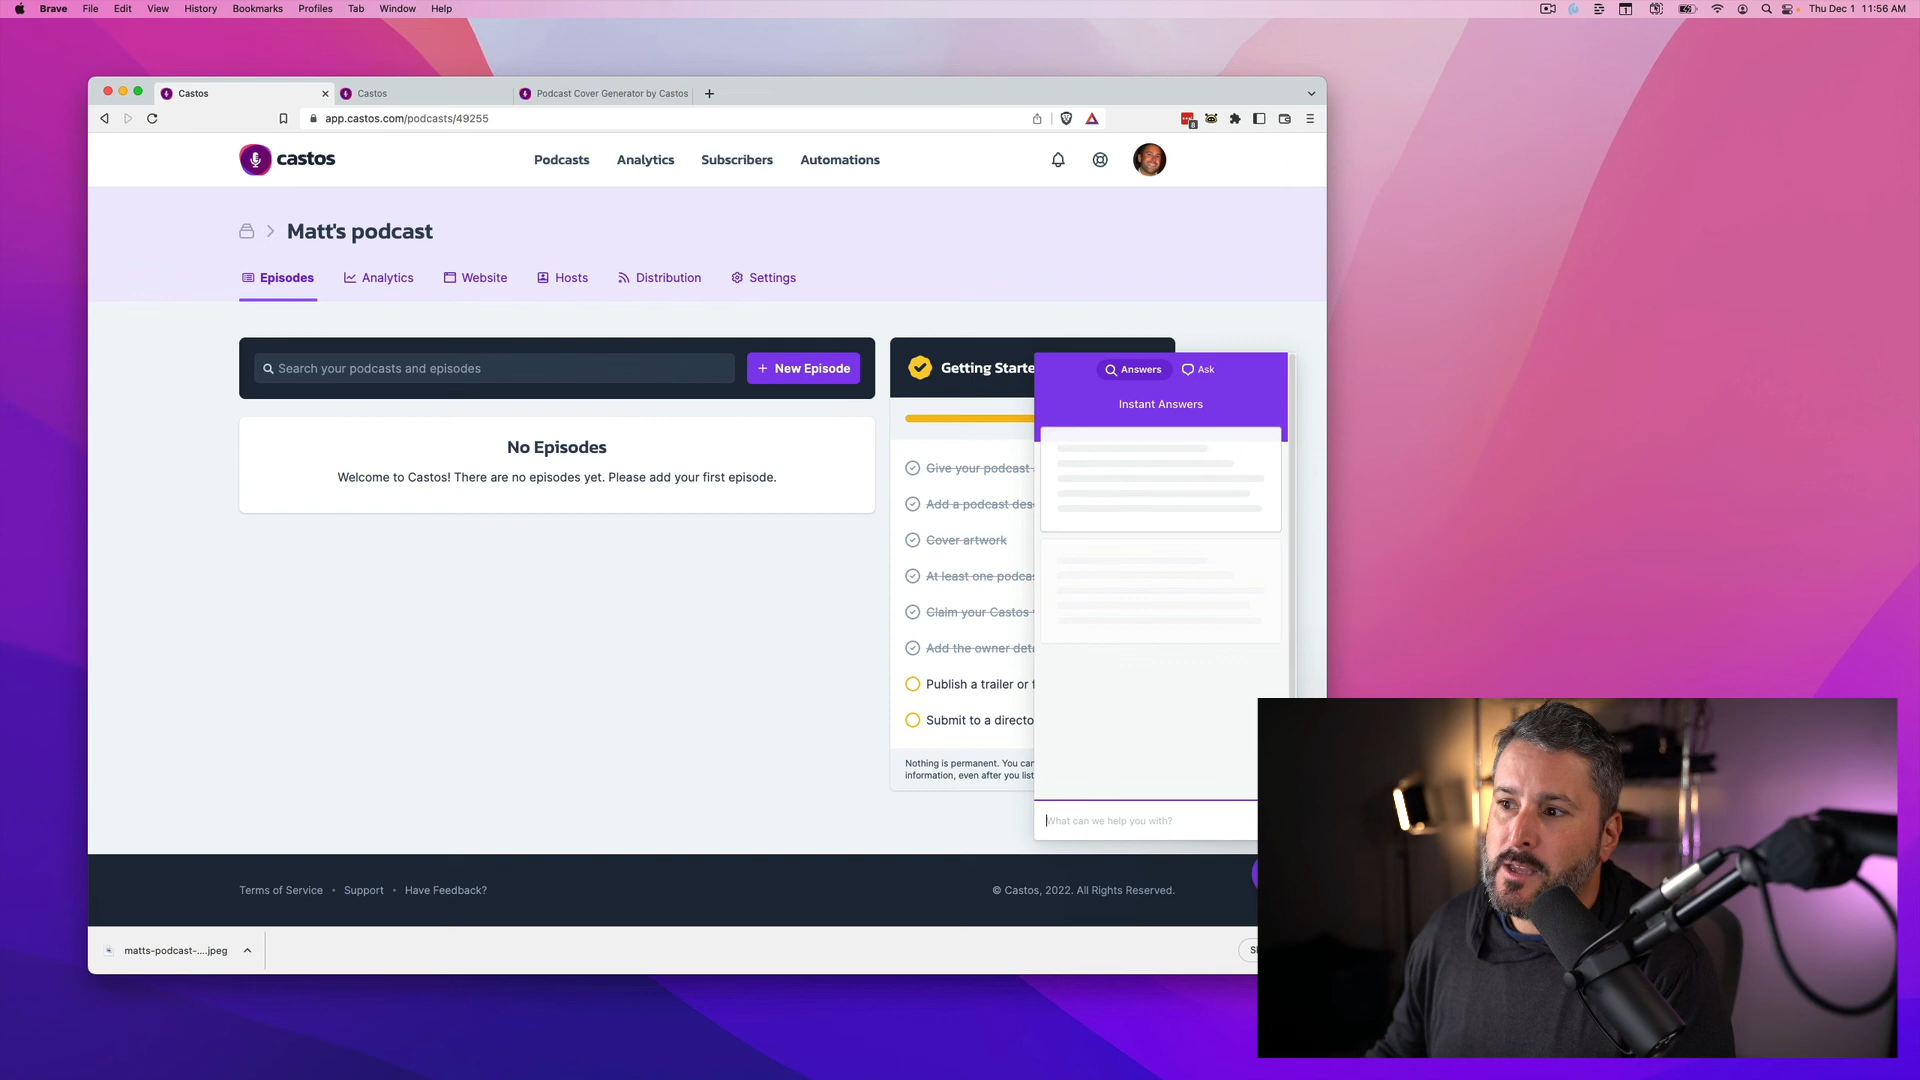 Brave File Edit View History Bookmarks Profiles Tab Window Help
1
Thu Dec 1 11:56 AM
Castos
Castos
Podcast Cover Generator by Castos
app.castos.com/podcasts/49255
8
castos
Podcasts Analytics Subscribers Automations
Matt's podcast
Episodes Analytics Website Hosts Distribution Settings
Search your podcasts and episodes
+ New Episode
No Episodes
Welcome to Castos! There are no episodes yet. Please add your first episode.
Getting Starte
Give your podcast
Add a podcast des
Cover artwork
At least one podca
Claim your Castos
Add the owner deta
Publish a trailer or f
Submit to a directo
Nothing is permanent. You can
information, even after you list
Answers Ask
Instant Answers
What can we help you with?
Terms of Service • Support • Have Feedback?
© Castos, 2022. All Rights Reserved.
matts-podcast-....jpeg